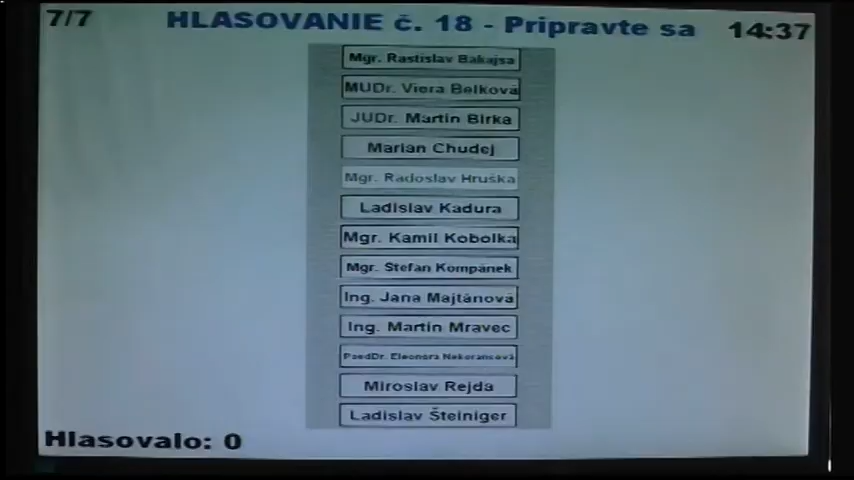 7/7
HLASOVANIE č. 18 - Pripravte sa
14:37
Mgr. Rastislav Bakajsa
MUDr. Viera Belková
JUDr. Martin Birka
Marian Chudej
Mgr. Radoslav Hruška
Ladislav Kadura
Mgr. Kamil Kobolka
Mgr. Stefan Kompánek
Ing. Jana Majtánová
Ing. Martin Mravec
PaedDr. Eleonóra
Miroslav Rejda
Ladislav Šteiniger
Hlasovalo: 0